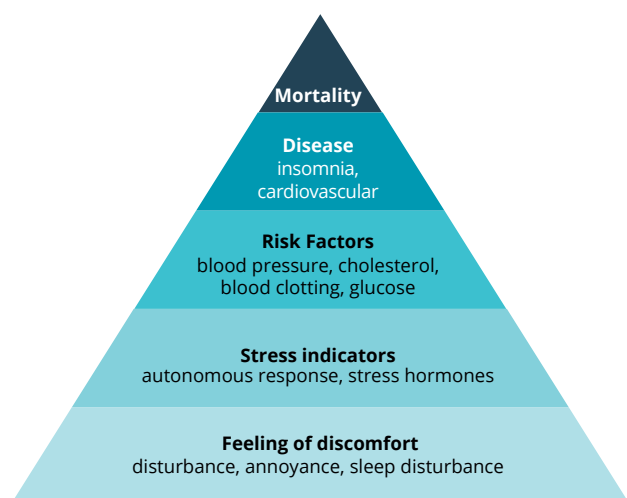 Mortality
Disease
insomnia,
cardiovascular
Risk Factors
blood pressure, cholesterol,
blood clotting, glucose
Stress indicators
autonomous response, stress hormones
Feeling of discomfort
disturbance, annoyance, sleep disturbance